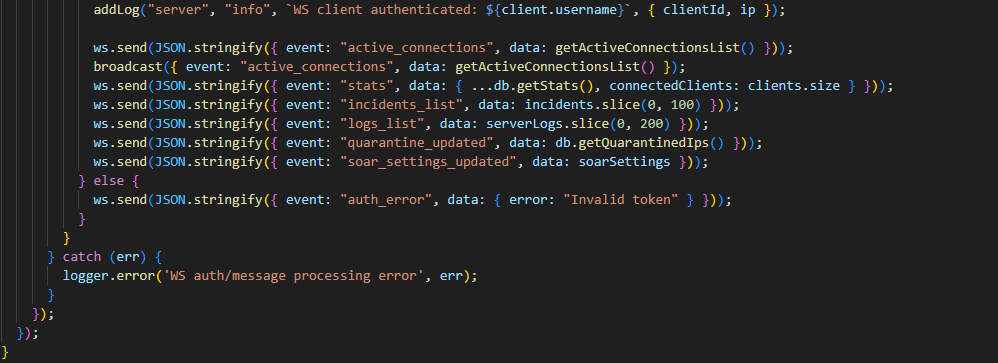 addLog("server", "info", `WS client authenticated: ${client.username}`, { clientId, ip });
ws.send(JSON.stringify({ event: "active_connections", data: getActiveConnectionsList() }));
broadcast({ event: "active_connections", data: getActiveConnectionsList() });
ws.send(JSON.stringify({ event: "stats", data: { ...db.getStats(), connectedClients: clients.size } }));
ws.send(JSON.stringify({ event: "incidents_list", data: incidents.slice(0, 100) }));
ws.send(JSON.stringify({ event: "logs_list", data: serverLogs.slice(0, 200) }));
ws.send(JSON.stringify({ event: "quarantine_updated", data: db.getQuarantinedIps() }));
ws.send(JSON.stringify({ event: "soar_settings_updated", data: soarSettings }));
} else {
ws.send(JSON.stringify({ event: "auth_error", data: { error: "Invalid token" } }));
}
}
} catch (err) {
logger.error('WS auth/message processing error', err);
}
});
});
}